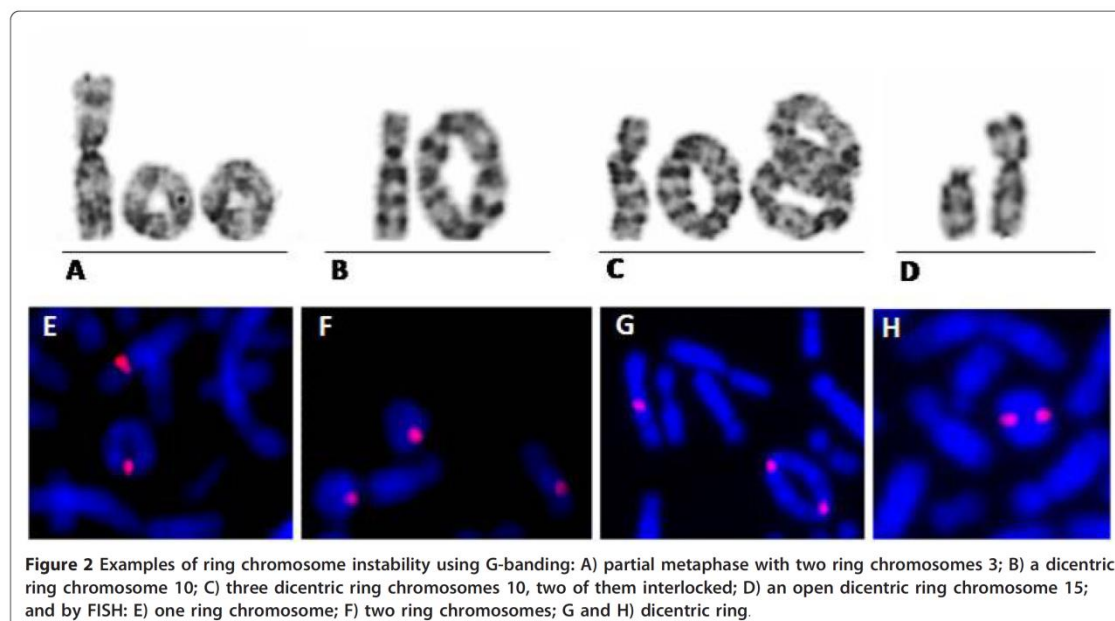 A
B
C
D
E
F
G
H
Figure 2 Examples of ring chromosome instability using G-banding: A) partial metaphase with two ring chromosomes 3; B) a dicentric
ring chromosome 10; C) three dicentric ring chromosomes 10, two of them interlocked; D) an open dicentric ring chromosome 15;
and by FISH: E) one ring chromosome; F) two ring chromosomes; G and H) dicentric ring.